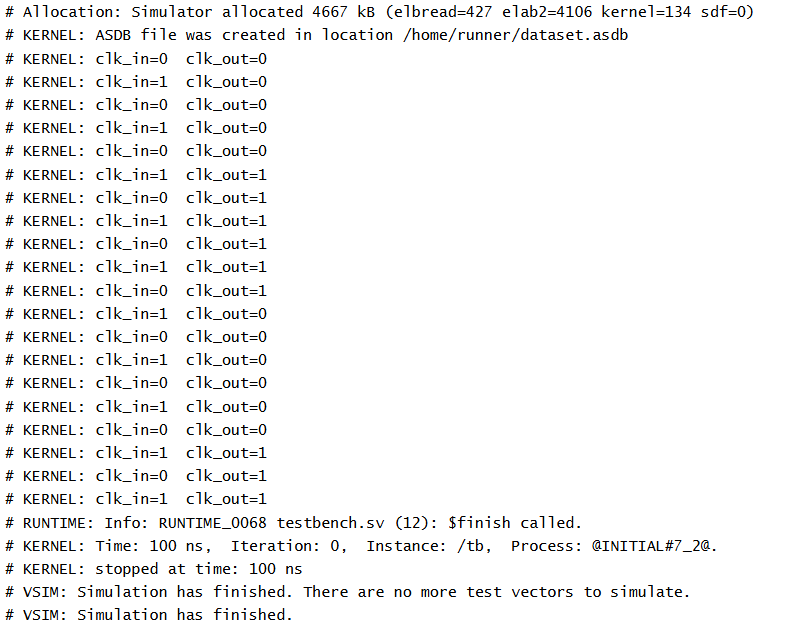 # Allocation: Simulator allocated 4667 kB (elbread=427 elab2=4106 kernel=134 sdf=0)
# KERNEL: ASDB file was created in location /home/runner/dataset.asdb
# KERNEL: clk_in=0  clk_out=0
# KERNEL: clk_in=1  clk_out=0
# KERNEL: clk_in=0  clk_out=0
# KERNEL: clk_in=1  clk_out=0
# KERNEL: clk_in=0  clk_out=0
# KERNEL: clk_in=1  clk_out=1
# KERNEL: clk_in=0  clk_out=1
# KERNEL: clk_in=1  clk_out=1
# KERNEL: clk_in=0  clk_out=1
# KERNEL: clk_in=1  clk_out=1
# KERNEL: clk_in=0  clk_out=1
# KERNEL: clk_in=1  clk_out=0
# KERNEL: clk_in=0  clk_out=0
# KERNEL: clk_in=1  clk_out=0
# KERNEL: clk_in=0  clk_out=0
# KERNEL: clk_in=1  clk_out=0
# KERNEL: clk_in=0  clk_out=0
# KERNEL: clk_in=1  clk_out=1
# KERNEL: clk_in=0  clk_out=1
# KERNEL: clk_in=1  clk_out=1
# RUNTIME: Info: RUNTIME_0068 testbench.sv (12): $finish called.
# KERNEL: Time: 100 ns,  Iteration: 0,  Instance: /tb,  Process: @INITIAL#7_2@.
# KERNEL: stopped at time: 100 ns
# VSIM: Simulation has finished. There are no more test vectors to simulate.
# VSIM: Simulation has finished.